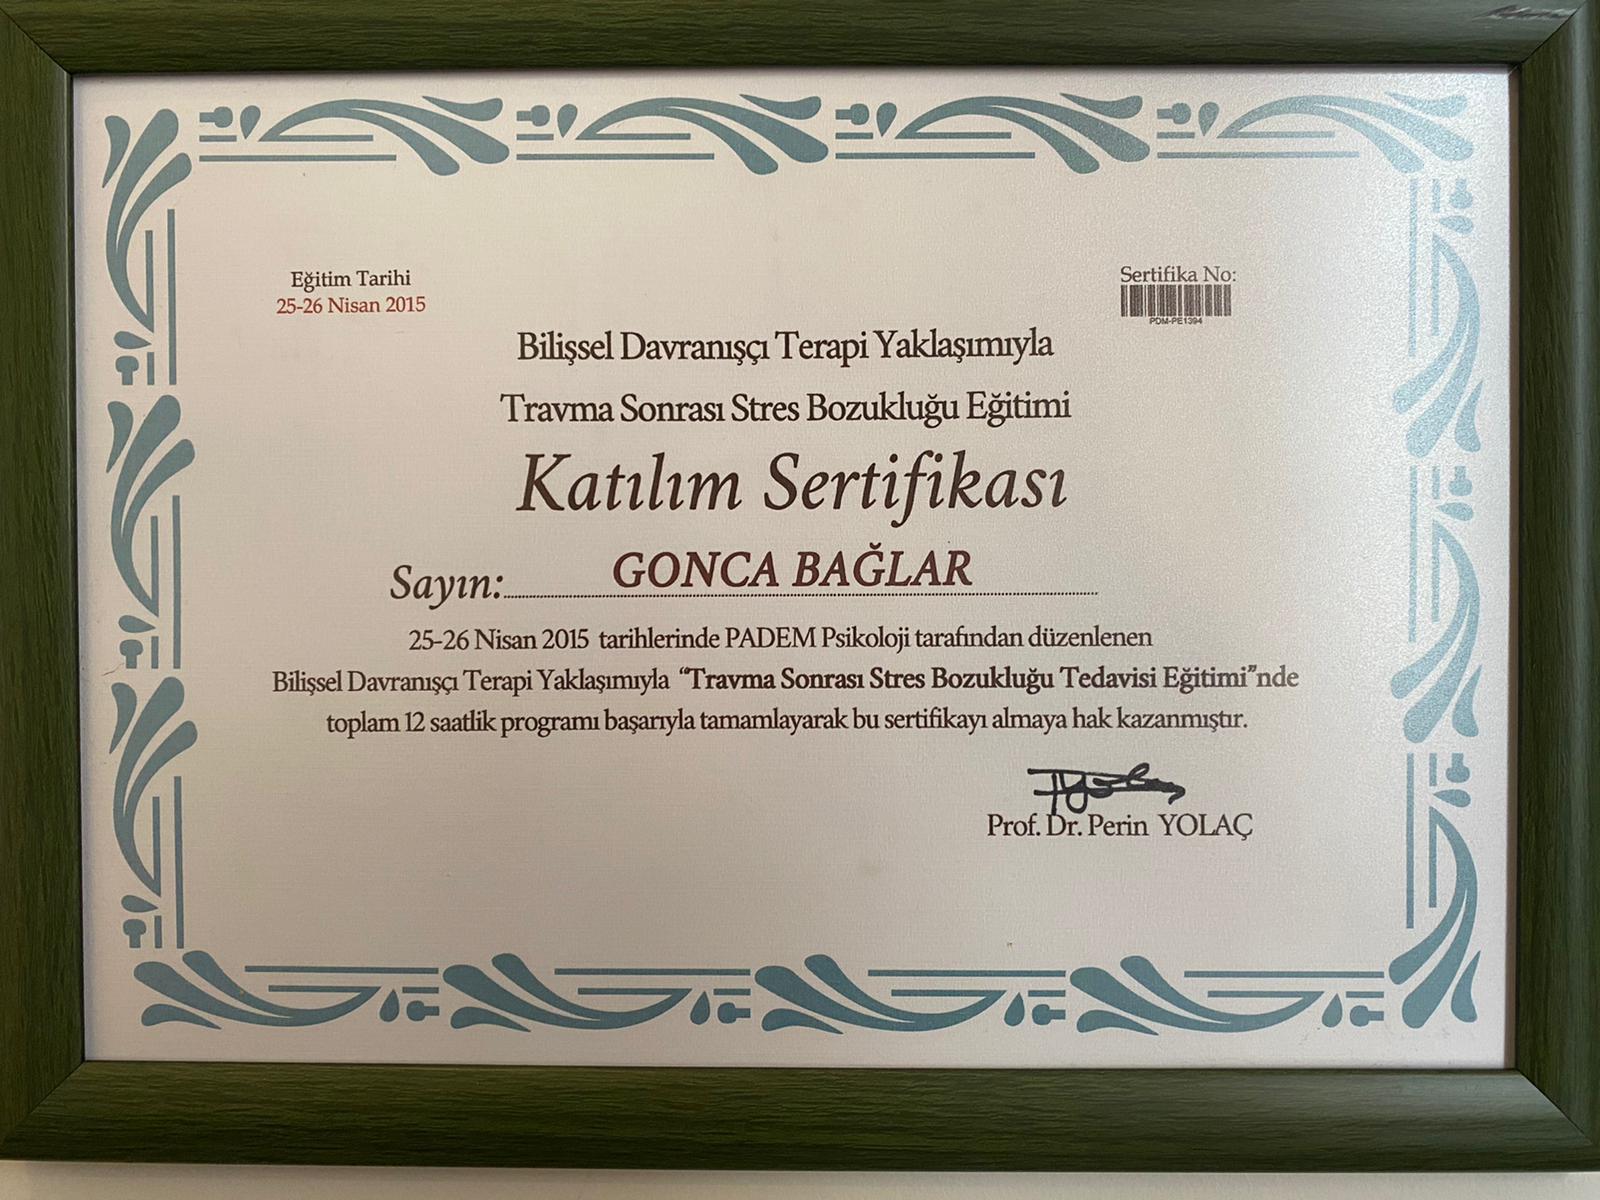 Eğitim Tarihi
25-26 Nisan 2015
Sertifika No:
PDM-PE1394
Bilişsel Davranışçı Terapi Yaklaşımıyla
Travma Sonrası Stres Bozukluğu Eğitimi
Katılım Sertifikası
Sayın: GONCA BAĞLAR
25-26 Nisan 2015 tarihlerinde PADEM Psikoloji tarafından düzenlenen
Bilişsel Davranışçı Terapi Yaklaşımıyla “Travma Sonrası Stres Bozukluğu Tedavisi Eğitimi”nde
toplam 12 saatlik programı başarıyla tamamlayarak bu sertifikayı almaya hak kazanmıştır.
Prof. Dr. Perin YOLAÇ